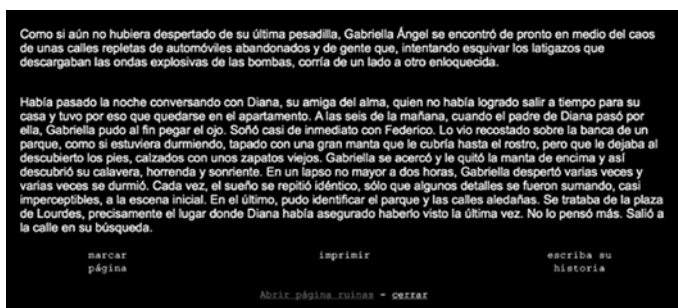 Como si aún no hubiera despertado de su última pesadilla, Gabriella Ángel se encontró de pronto en medio del caos
de unas calles repletas de automóviles abandonados y de gente que, intentando esquivar los latigazos que
descargaban las ondas explosivas de las bombas, corría de un lado a otro enloquecida.
Había pasado la noche conversando con Diana, su amiga del alma, quien no había logrado salir a tiempo para su
casa y tuvo por eso que quedarse en el apartamento. A las seis de la mañana, cuando el padre de Diana pasó por
ella, Gabriella pudo al fin pegar el ojo. Soñó casi de inmediato con Federico. Lo vio recostado sobre la banca de un
parque, como si estuviera durmiendo, tapado con una gran manta que le cubría hasta el rostro, pero que le dejaba al
descubierto los pies, calzados con unos zapatos viejos. Gabriella se acercó y le quitó la manta de encima y así
descubrió su calavera, horrenda y sonriente. En un lapso no mayor a dos horas, Gabriella despertó varias veces y
varias veces se durmió. Cada vez, el sueño se repitió idéntico, sólo que algunos detalles se fueron sumando, casi
imperceptibles, a la escena inicial. En el último, pudo identificar el parque y las calles aledañas. Se trataba de la plaza
de Lourdes, precisamente el lugar donde Diana había asegurado haberlo visto la última vez. No lo pensó más. Salió a
la calle en su búsqueda.
marcar página
imprimir
escriba su historia
Abrir página ruinas - cerrar